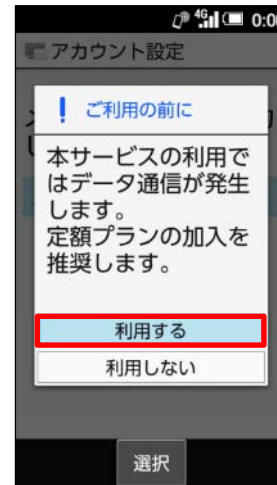 4G 0:0
アカウント設定
ご利用の前に
本サービスの利用で
はデータ通信が発生
します。
定額プランの加入を
推奨します。
利用する
利用しない
選択